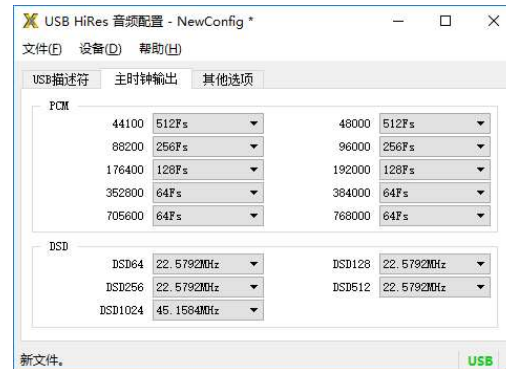 USB HiRes 音频配置 - NewConfig *
文件(F) 设备(D) 帮助(H)
USB描述符 主时钟输出 其他选项
PCM
44100 512Fs 48000 512Fs
88200 256Fs 96000 256Fs
176400 128Fs 192000 128Fs
352800 64Fs 384000 64Fs
705600 64Fs 768000 64Fs
DSD
DSD64 22.5792MHz DSD128 22.5792MHz
DSD256 22.5792MHz DSD512 22.5792MHz
DSD1024 45.1584MHz
新文件。 USB